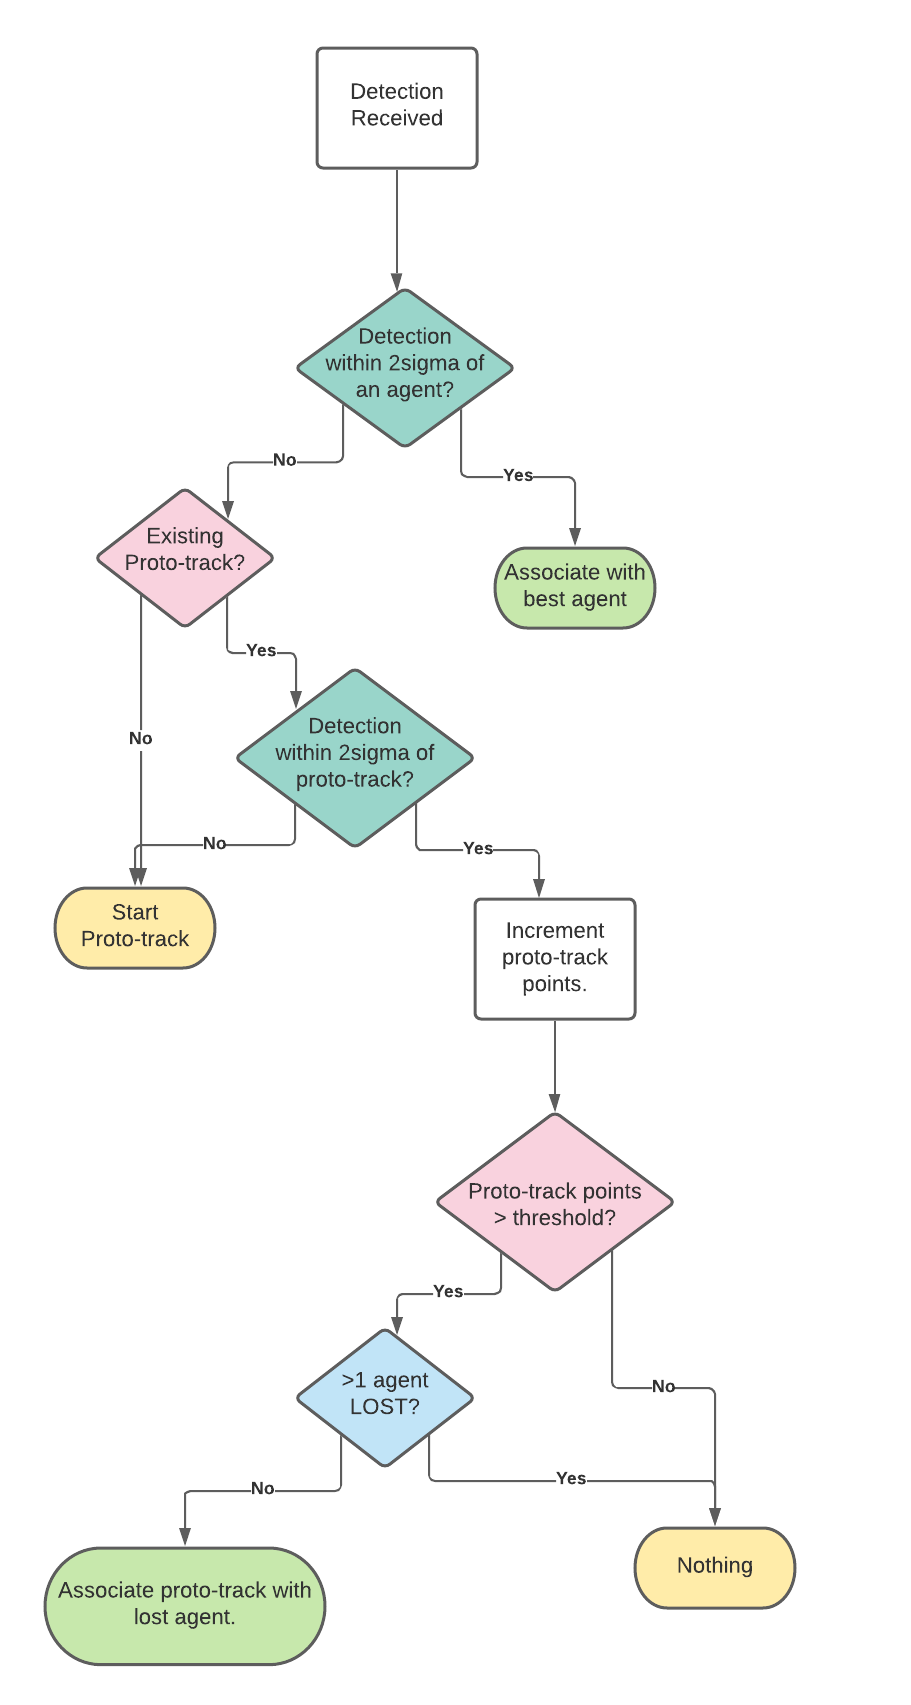 Detection
Received
Detection
within 2sigma of
an agent?
No
Yes
Existing
Proto-track?
Associate with
best agent
Yes
Detection
within 2sigma of
proto-track?
No
No
Yes
Start
Proto-track
Increment
proto-track
points.
Proto-track points
> threshold?
Yes
>1 agent
LOST?
No
Yes
No
Nothing
Associate proto-track with
lost agent.